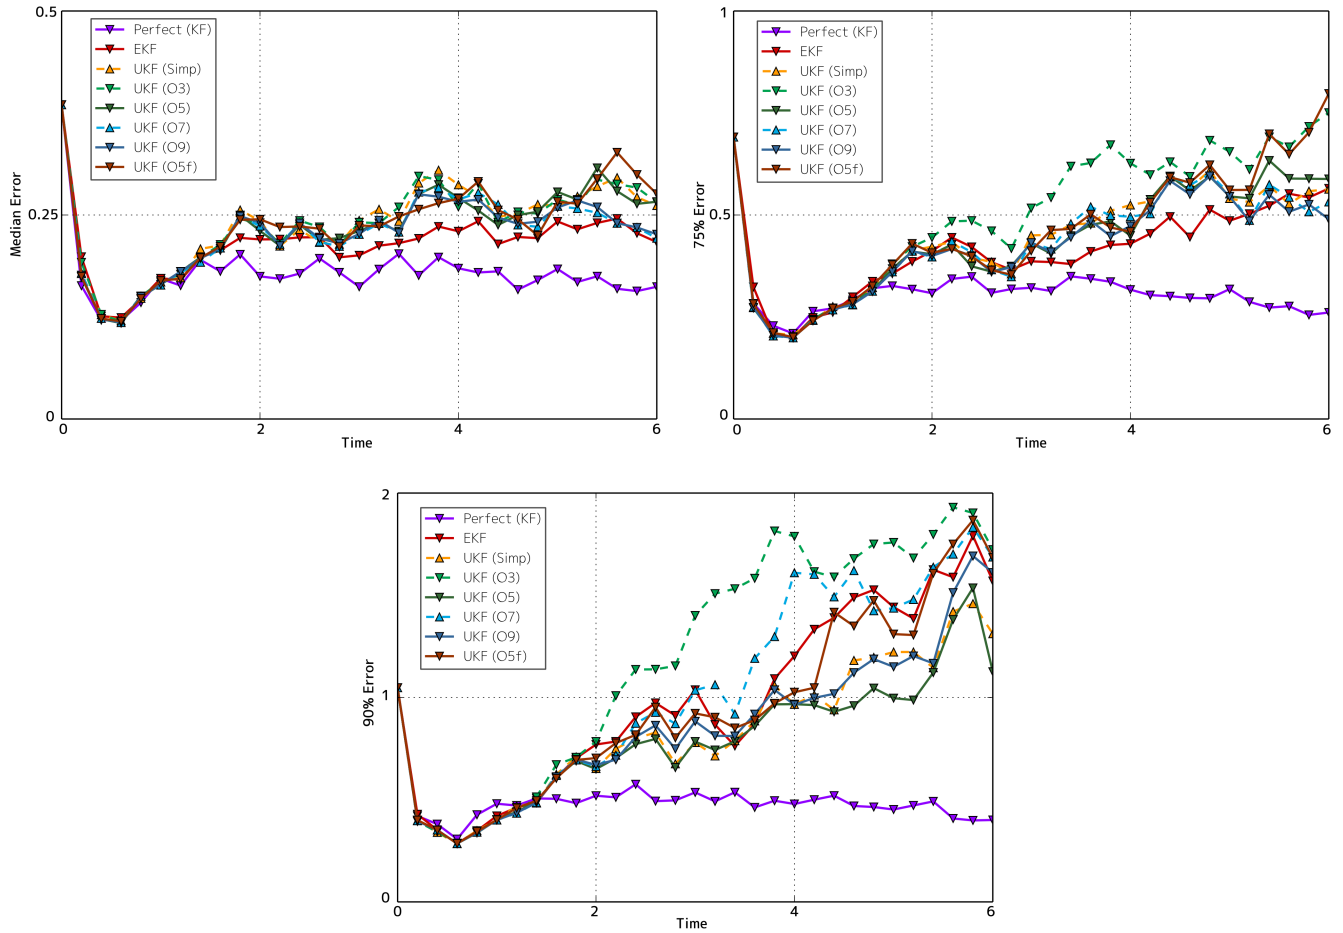 0.5
Perfect (KF)
EKF
UKF (Simp)
UKF (O3)
UKF (O5)
UKF (O7)
UKF (O9)
UKF (O5f)
Median Error
0.25
0
0
2
4
6
Time
1
Perfect (KF)
EKF
UKF (Simp)
UKF (O3)
UKF (O5)
UKF (O7)
UKF (O9)
UKF (O5f)
75% Error
0.5
0
0
2
4
6
Time
2
Perfect (KF)
EKF
UKF (Simp)
UKF (O3)
UKF (O5)
UKF (O7)
UKF (O9)
UKF (O5f)
90% Error
1
0
0
2
4
6
Time